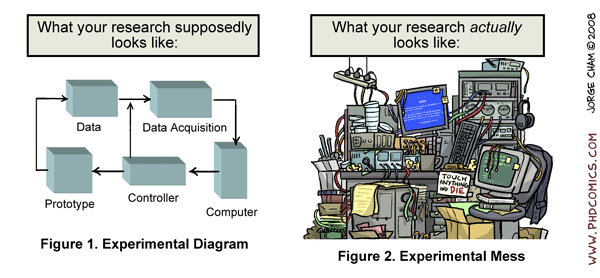 What your research supposedly
looks like:
Data
Data Acquisition
Prototype
Controller
Computer
Figure 1. Experimental Diagram
What your research actually
looks like:
TOUCH
ANYTHING
AND DIE
Figure 2. Experimental Mess
JORGE CHAM © 2008
WWW.PHDCOMICS.COM